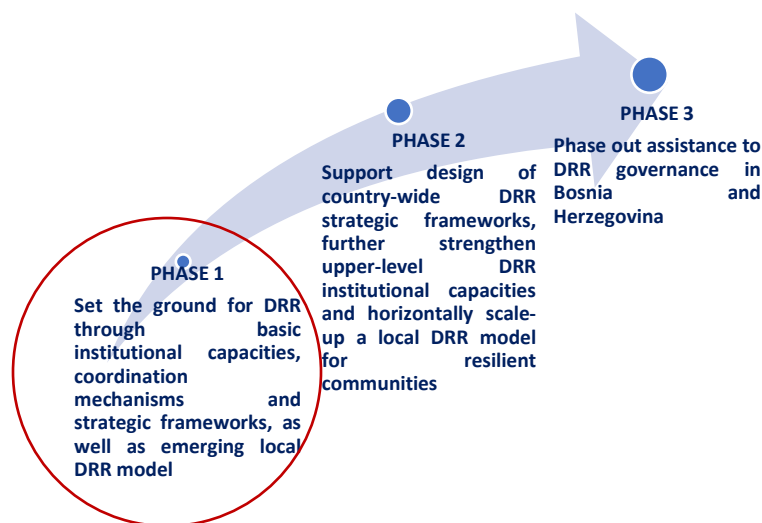 PHASE 1
Set the ground for DRR
through basic
institutional capacities,
coordination
mechanisms and
strategic frameworks, as
well as emerging local
DRR model
PHASE 2
Support design of
country-wide DRR
strategic frameworks,
further strengthen
upper-level DRR
institutional capacities
and horizontally scale-
up a local DRR model
for resilient
communities
PHASE 3
Phase out assistance to
DRR governance in
Bosnia and
Herzegovina